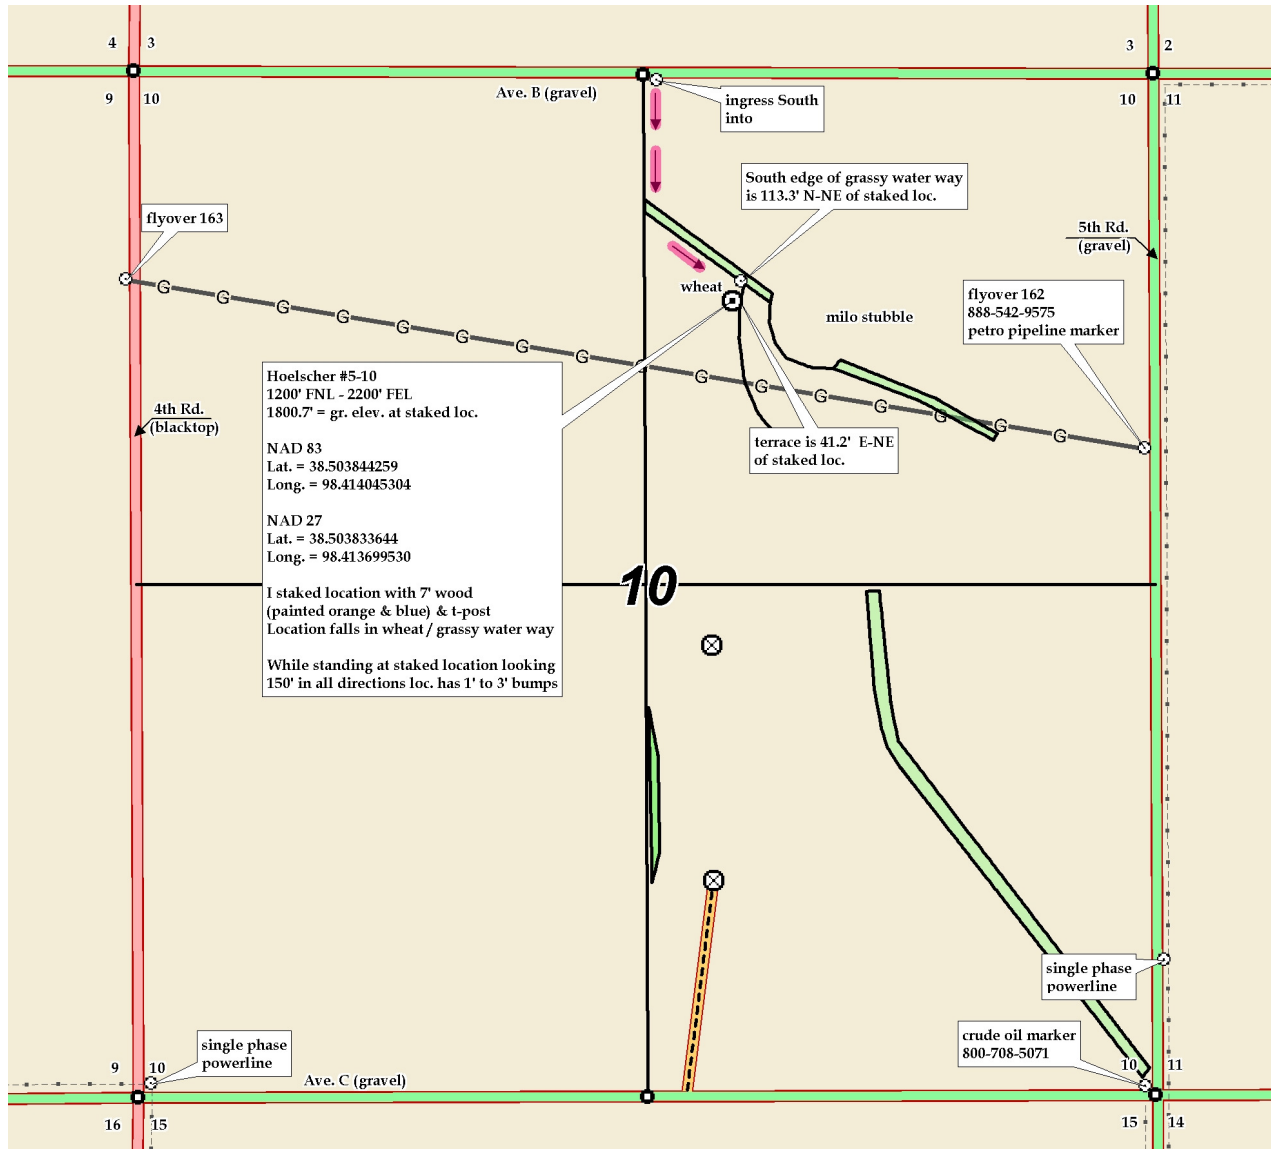 4 3
3 2
9 10
Ave. B (gravel)
10 11
ingress South
into
South edge of grassy water way
is 113.3' N-NE of staked loc.
flyover 163
5th Rd.
(gravel)
wheat
milo stubble
flyover 162
888-542-9575
petro pipeline marker
G G G G G G G G G G G G G G G G
Hoelscher #5-10
1200' FNL - 2200' FEL
1800.7' = gr. elev. at staked loc.
NAD 83
Lat. = 38.503844259
Long. = 98.414045304
NAD 27
Lat. = 38.503833644
Long. = 98.413699530
I staked location with 7' wood
(painted orange & blue) & t-post
Location falls in wheat / grassy water way
While standing at staked location looking
150' in all directions loc. has 1' to 3' bumps
4th Rd.
(blacktop)
terrace is 41.2' E-NE
of staked loc.
10
single phase
powerline
crude oil marker
800-708-5071
single phase
powerline
9 10
Ave. C (gravel)
10 11
16 15
15 14